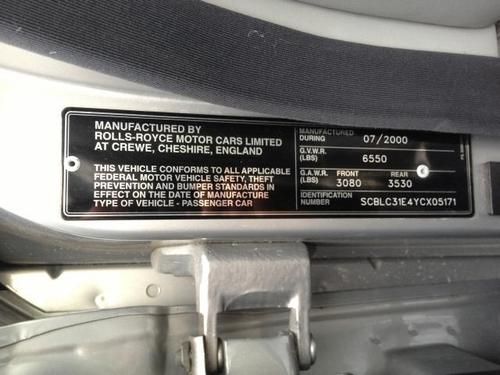 MANUFACTURED BY
ROLLS-ROYCE MOTOR CARS LIMITED
AT CREWE, CHESHIRE, ENGLAND
THIS VEHICLE CONFORMS TO ALL APPLICABLE
FEDERAL MOTOR VEHICLE SAFETY, THEFT
PREVENTION AND BUMPER STANDARDS IN
EFFECT ON THE DATE OF MANUFACTURE
TYPE OF VEHICLE - PASSENGER CAR
MANUFACTURED
DURING 07/2000
G.V.W.R.
(LBS) 6550
G.A.W.R. FRONT REAR
(LBS) 3080 3530
IDENTIFICATION
NUMBER SCBLC31E4YCX05171